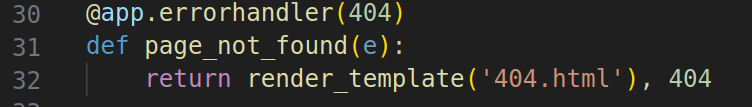 30 @app.errorhandler(404)
31 def page_not_found(e):
32     return render_template('404.html'), 404